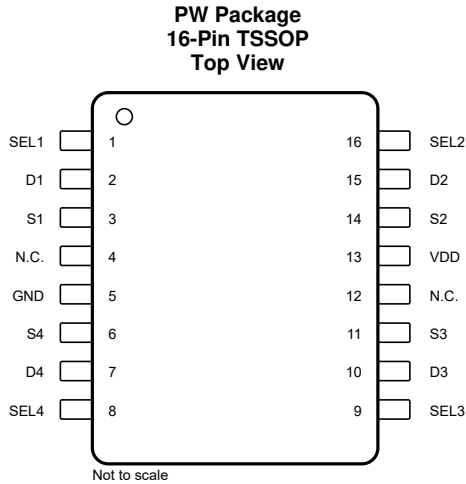 PW Package
16-Pin TSSOP
Top View
SEL1 1 16 SEL2
D1 2 15 D2
S1 3 14 S2
N.C. 4 13 VDD
GND 5 12 N.C.
S4 6 11 S3
D4 7 10 D3
SEL4 8 9 SEL3
Not to scale